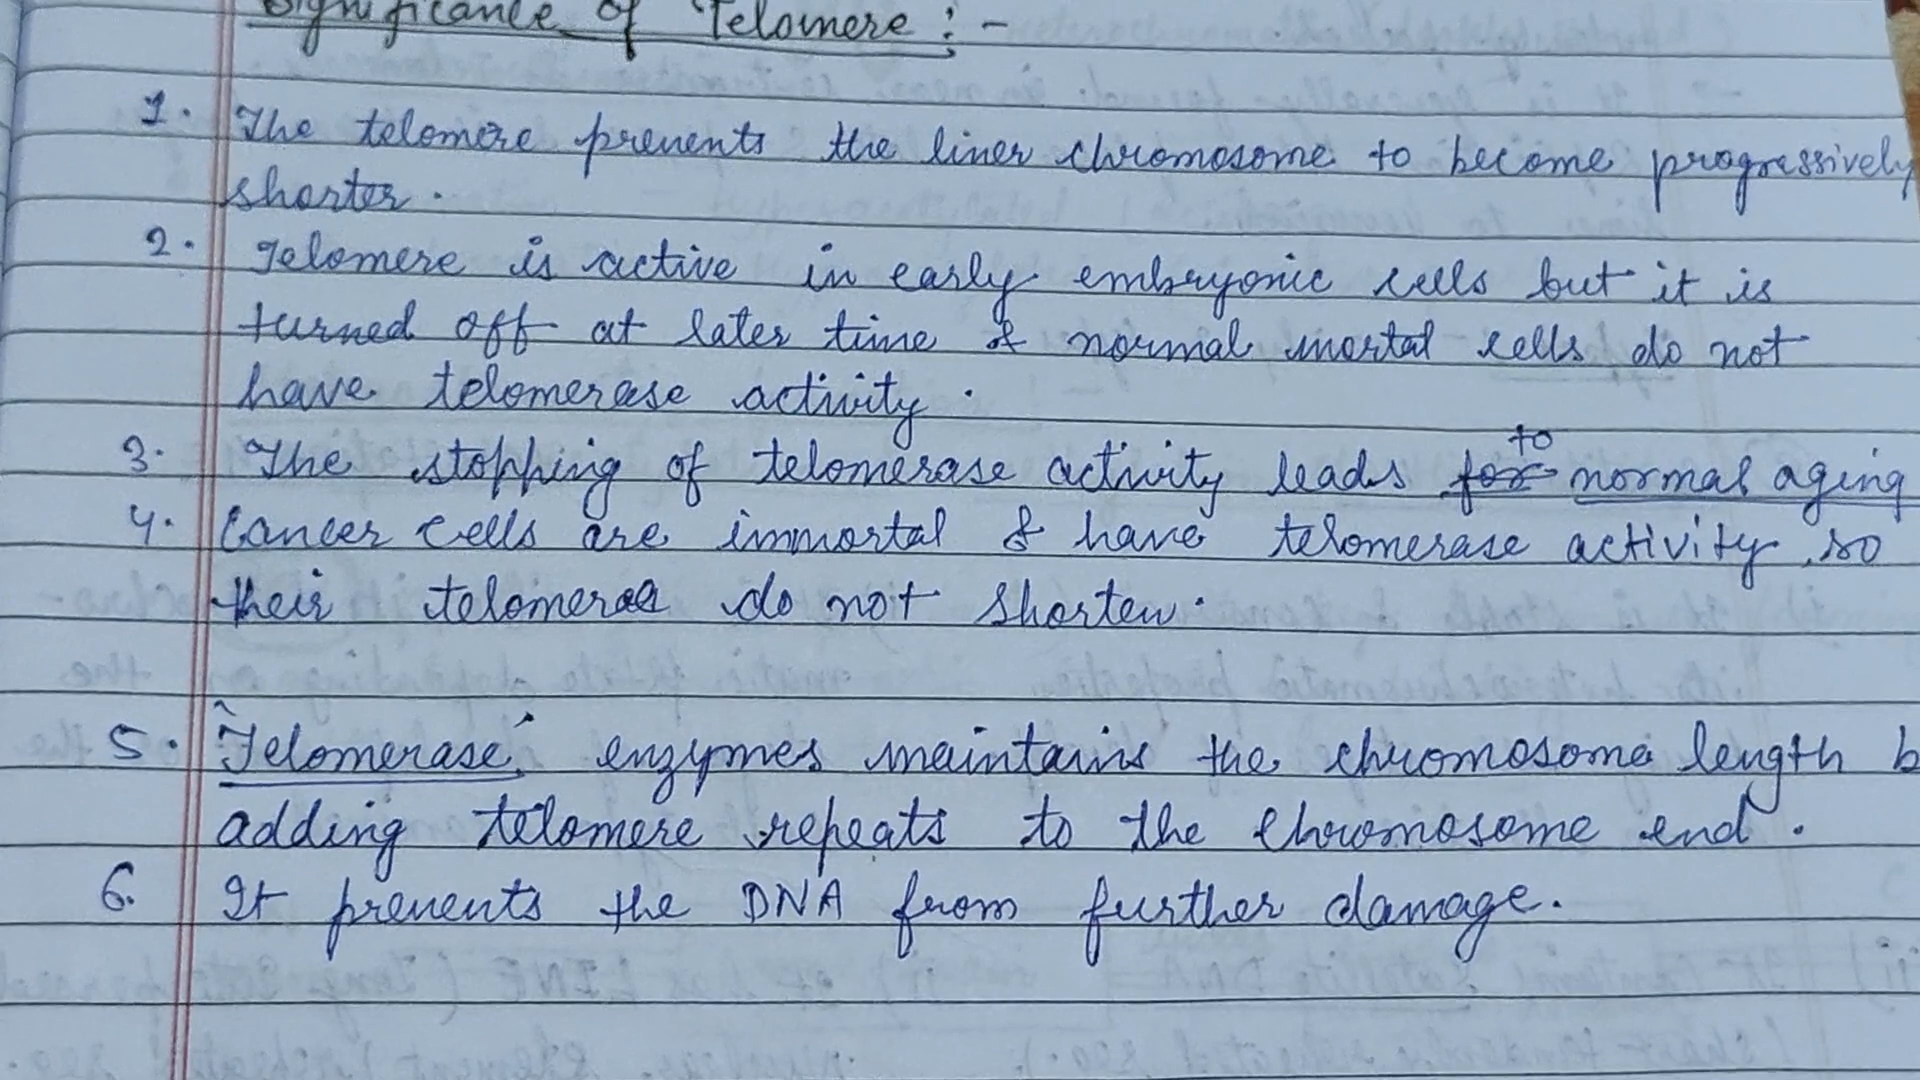 Significance of Telomere : -
1. The telomere prevents the liner chromosome to become progressively
shorter.
2. Telomere is active in early embryonic cells but it is
turned off at later time & normal mortal cells do not
have telomerase activity.
3. The stopping of telomerase activity leads for to normal aging
4. Cancer cells are immortal & have telomerase activity, so
their telomeres do not shorten.
5. "Telomerase" enzymes maintains the chromosome length b
adding telomere repeats to the chromosome end.
6. It prevents the DNA from further damage.